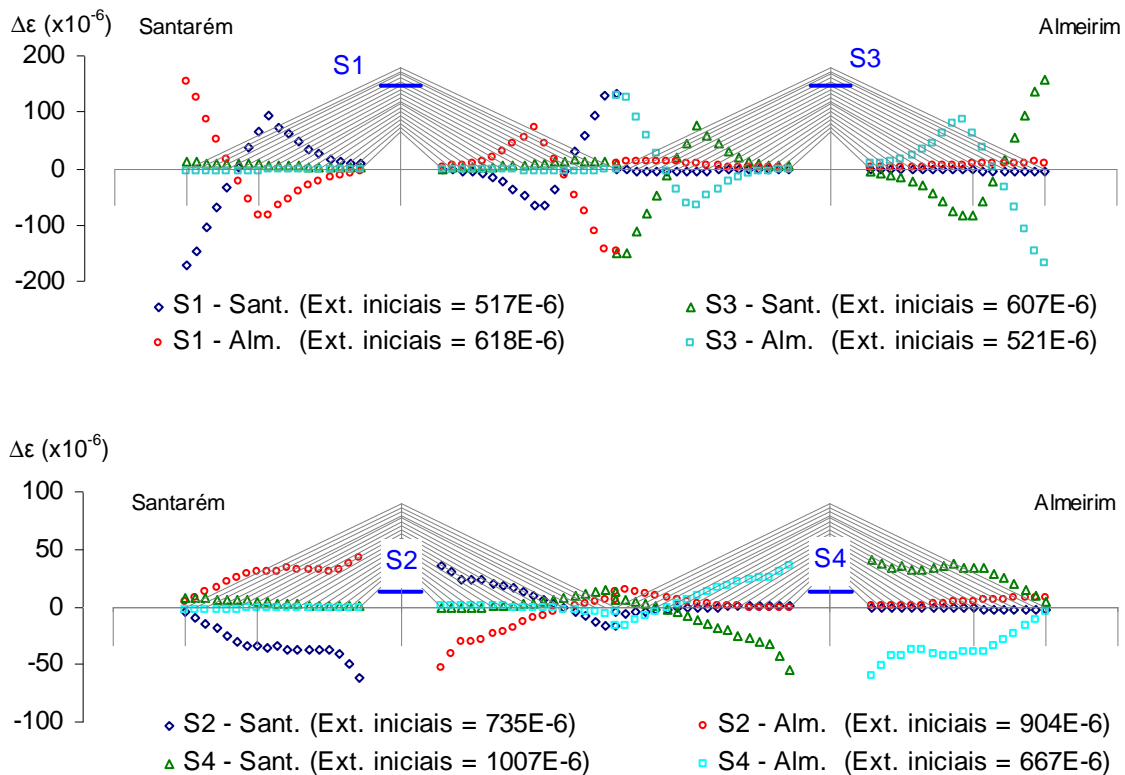 Δε (x10⁻⁶)
Santarém
Almeirim
S1
S3
200
100
0
-100
-200
S1 - Sant. (Ext. iniciais = 517E-6)
S3 - Sant. (Ext. iniciais = 607E-6)
S1 - Alm. (Ext. iniciais = 618E-6)
S3 - Alm. (Ext. iniciais = 521E-6)
Δε (x10⁻⁶)
Santarém
Almeirim
S2
S4
100
50
0
-50
-100
S2 - Sant. (Ext. iniciais = 735E-6)
S2 - Alm. (Ext. iniciais = 904E-6)
S4 - Sant. (Ext. iniciais = 1007E-6)
S4 - Alm. (Ext. iniciais = 667E-6)